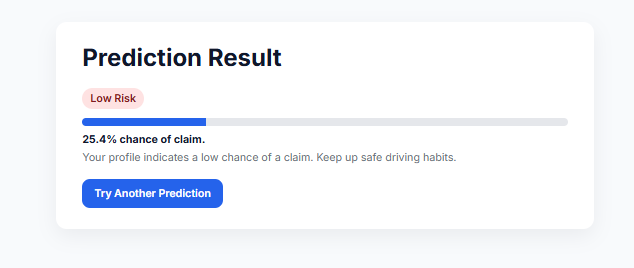 Prediction Result
Low Risk
25.4% chance of claim.
Your profile indicates a low chance of a claim. Keep up safe driving habits.
Try Another Prediction